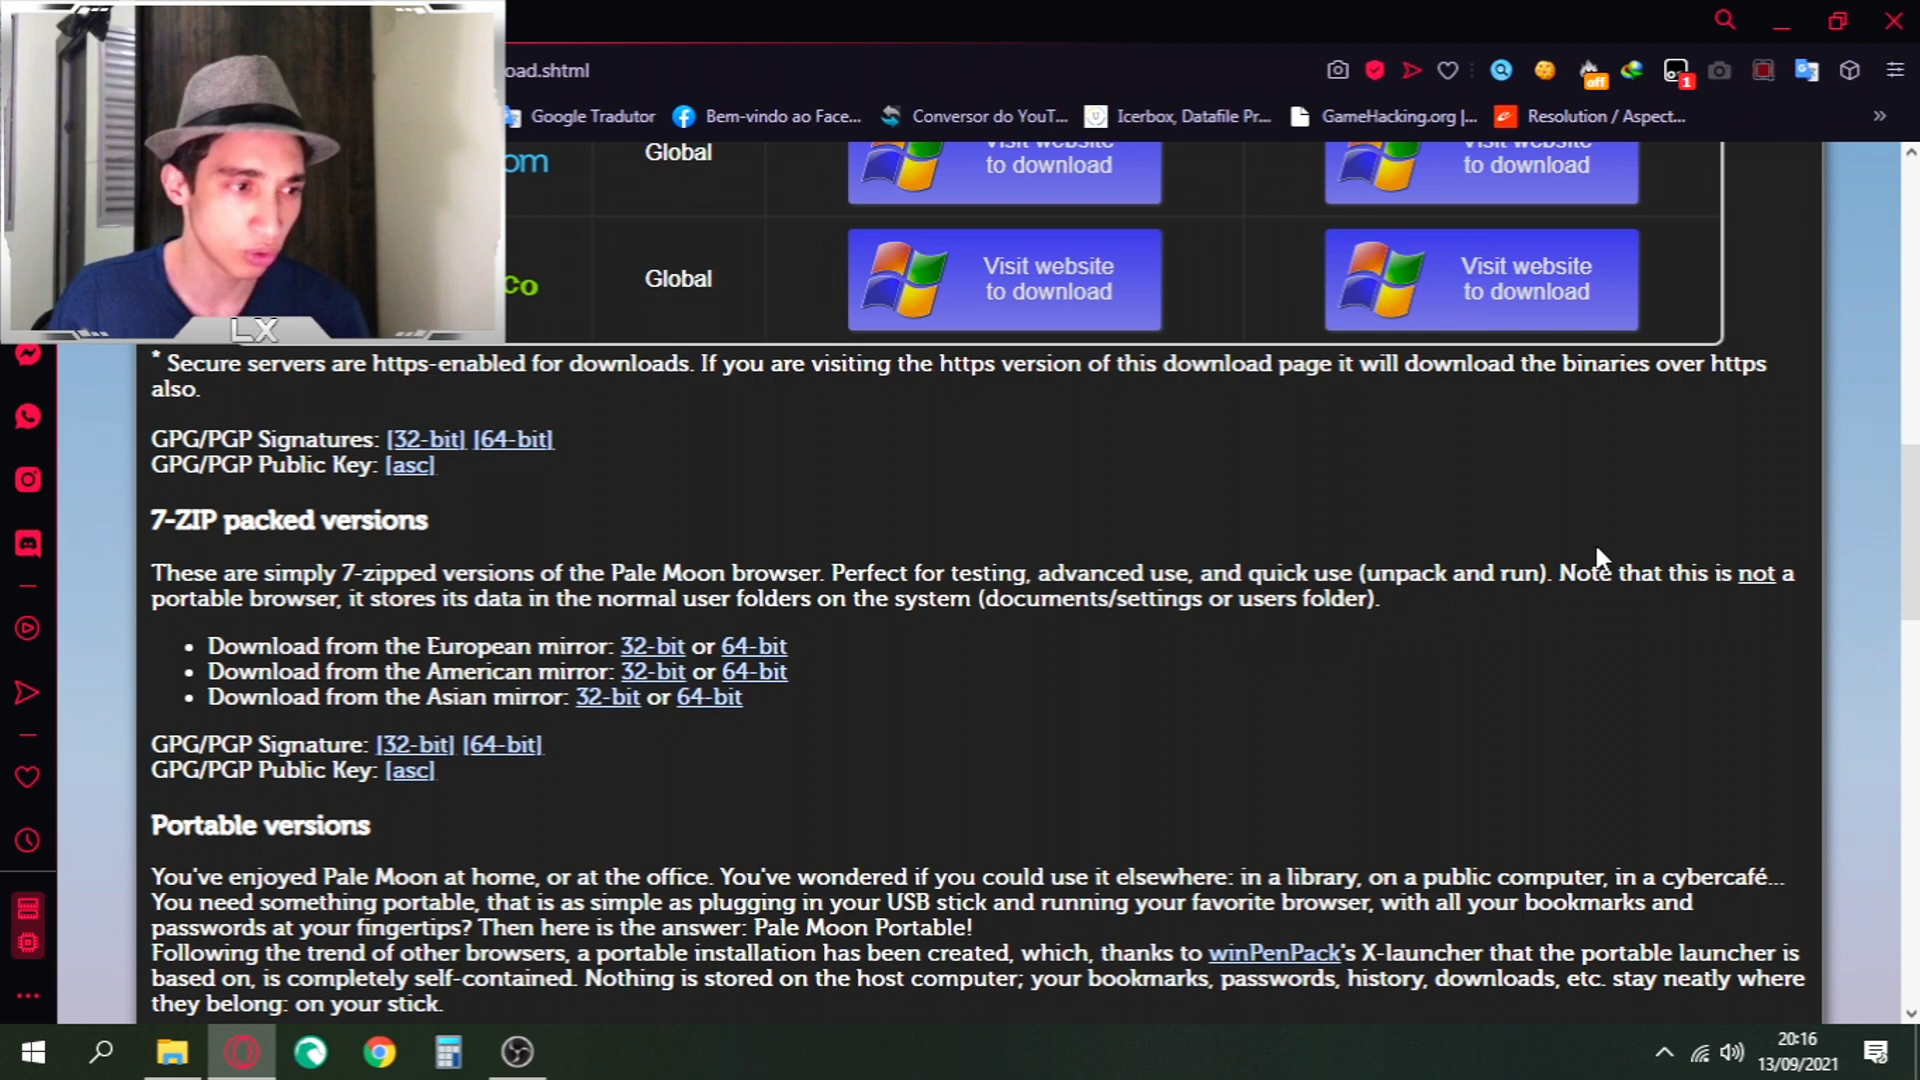 oad.shtml
off
1
Google Tradutor
Bem-vindo ao Face...
Conversor do YouT...
Icerbox, Datafile Pr...
GameHacking.org |...
Resolution / Aspect...
»
LX
om
Global
Visit website
to download
Visit website
to download
co
Global
Visit website
to download
Visit website
to download
* Secure servers are https-enabled for downloads. If you are visiting the https version of this download page it will download the binaries over https
also.
GPG/PGP Signatures: [32-bit] [64-bit]
GPG/PGP Public Key: [asc]
7-ZIP packed versions
These are simply 7-zipped versions of the Pale Moon browser. Perfect for testing, advanced use, and quick use (unpack and run). Note that this is not a
portable browser, it stores its data in the normal user folders on the system (documents/settings or users folder).
• Download from the European mirror: 32-bit or 64-bit
• Download from the American mirror: 32-bit or 64-bit
• Download from the Asian mirror: 32-bit or 64-bit
GPG/PGP Signature: [32-bit] [64-bit]
GPG/PGP Public Key: [asc]
Portable versions
You've enjoyed Pale Moon at home, or at the office. You've wondered if you could use it elsewhere: in a library, on a public computer, in a cybercafé...
You need something portable, that is as simple as plugging in your USB stick and running your favorite browser, with all your bookmarks and
passwords at your fingertips? Then here is the answer: Pale Moon Portable!
Following the trend of other browsers, a portable installation has been created, which, thanks to winPenPack's X-launcher that the portable launcher is
based on, is completely self-contained. Nothing is stored on the host computer; your bookmarks, passwords, history, downloads, etc. stay neatly where
they belong: on your stick.
20:16
13/09/2021